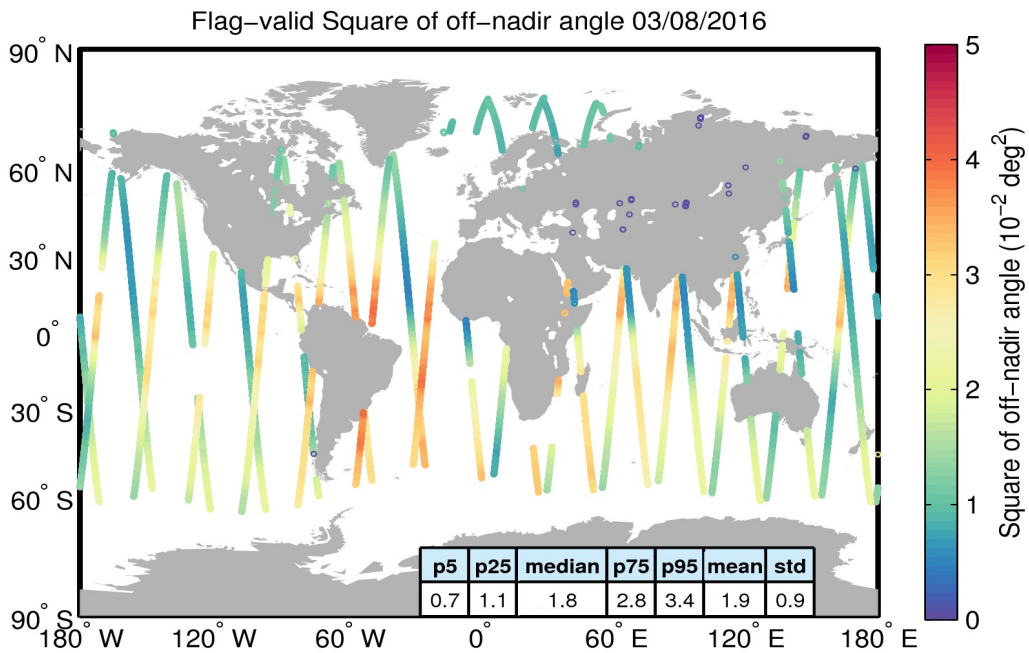 Flag−valid Square of off−nadir angle 03/08/2016
90° N
60° N
30° N
0°
30° S
60° S
90° S
180° W
120° W
60° W
0°
60° E
120° E
180° E
5
4
3
2
1
0
Square of off−nadir angle (10⁻² deg²)
p5 p25 median p75 p95 mean std
0.7 1.1 1.8 2.8 3.4 1.9 0.9